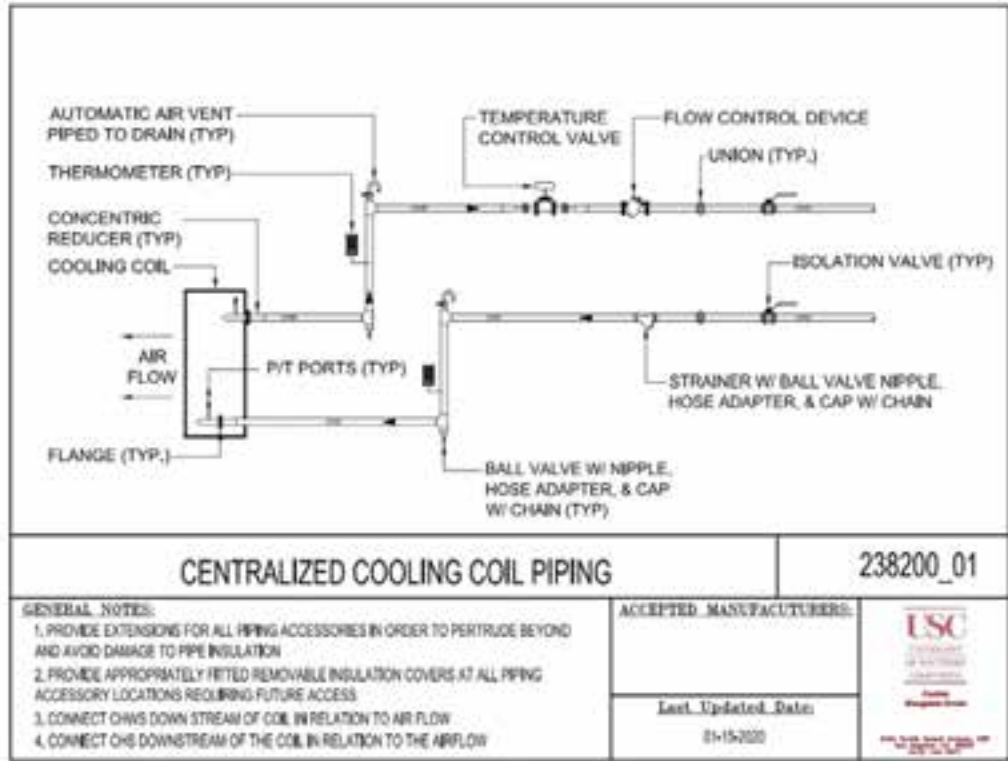 AUTOMATIC AIR VENT
PIPED TO DRAIN (TYP)
THERMOMETER (TYP)
CONCENTRIC
REDUCER (TYP)
COOLING COIL
AIR
FLOW
P/T PORTS (TYP)
FLANGE (TYP.)
TEMPERATURE
CONTROL VALVE
FLOW CONTROL DEVICE
UNION (TYP.)
ISOLATION VALVE (TYP)
STRAINER W/ BALL VALVE NIPPLE,
HOSE ADAPTER, & CAP W/ CHAIN
BALL VALVE W/ NIPPLE,
HOSE ADAPTER, & CAP
W/ CHAIN (TYP)
CENTRALIZED COOLING COIL PIPING
238200_01
GENERAL NOTES:
1. PROVIDE EXTENSIONS FOR ALL PIPING ACCESSORIES IN ORDER TO PERTRUDE BEYOND
AND AVOID DAMAGE TO PIPE INSULATION
2. PROVIDE APPROPRIATELY FITTED REMOVABLE INSULATION COVERS AT ALL PIPING
ACCESSORY LOCATIONS REQUIRING FUTURE ACCESS
3. CONNECT CHWS DOWN STREAM OF COIL IN RELATION TO AIR FLOW
4. CONNECT CHS DOWNSTREAM OF THE COIL IN RELATION TO THE AIRFLOW
ACCEPTED MANUFACUTURERS:
Last Updated Date:
01-15-2020
USC